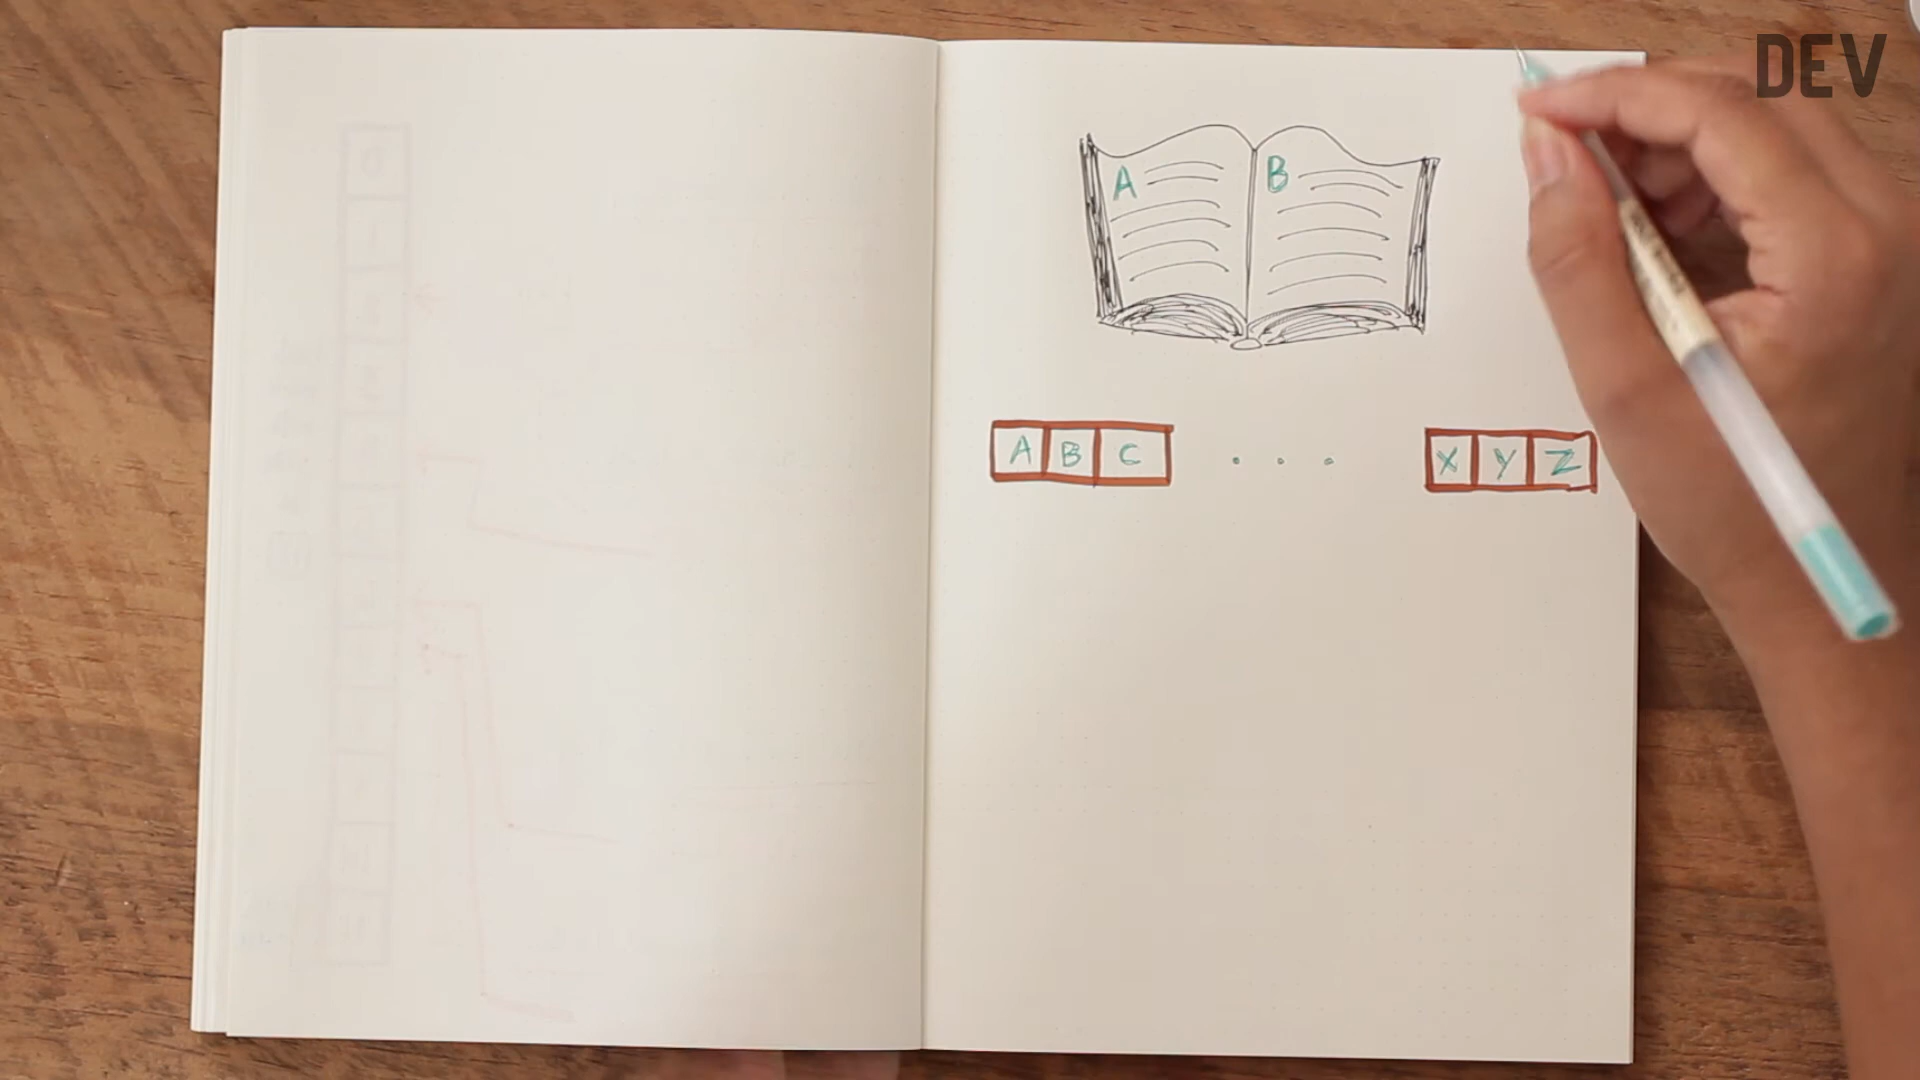 DEV
A B
A B C . . . X Y Z